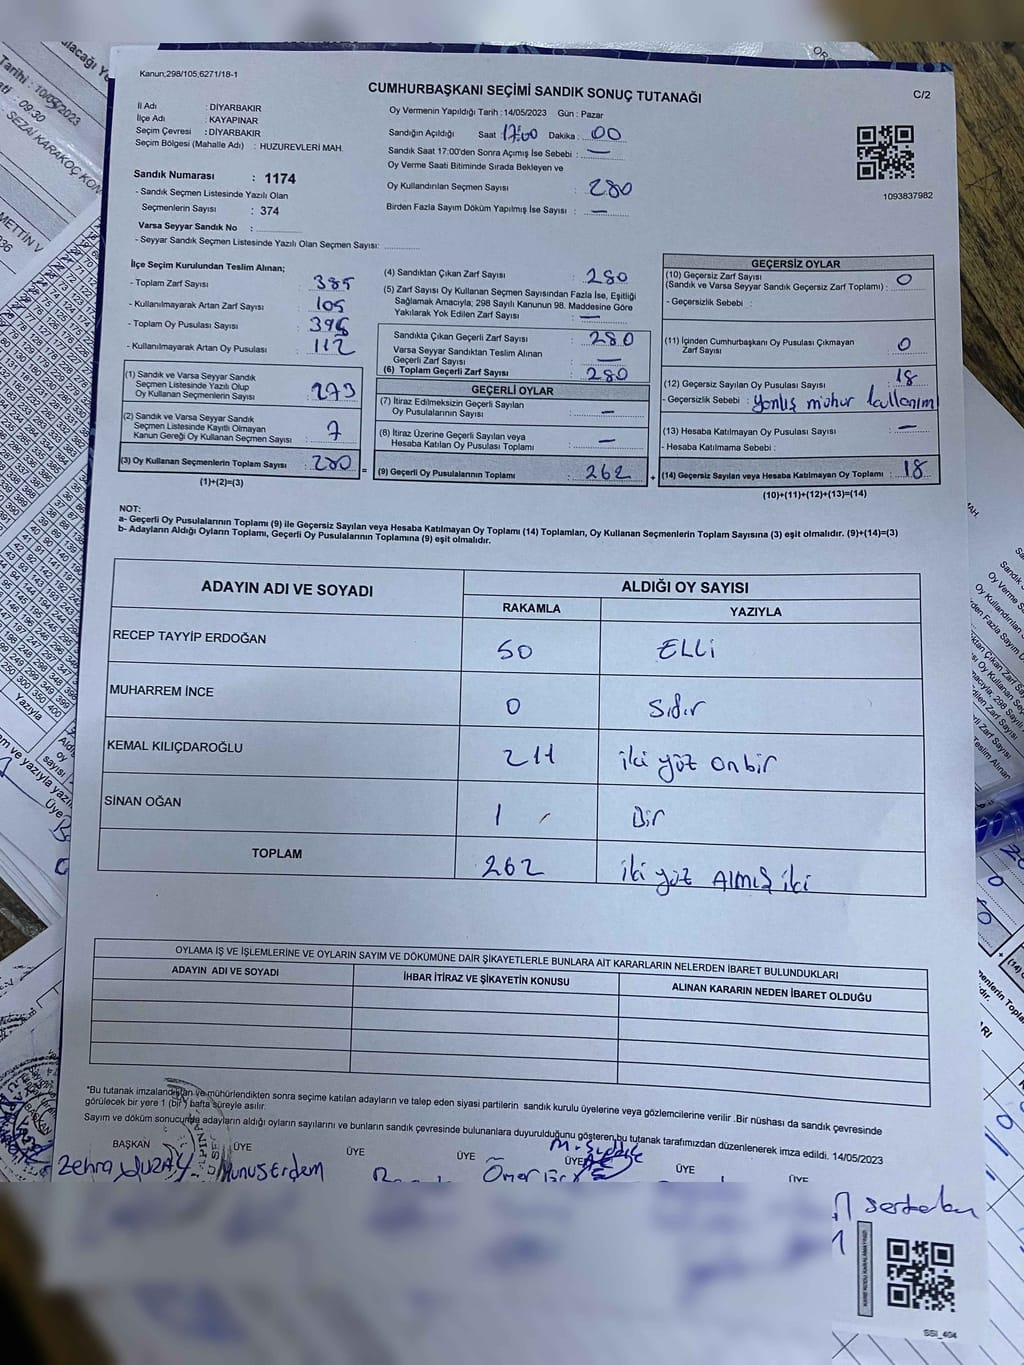 Kanun;298/105,6271/18-1
CUMHURBAŞKANI SEÇİMİ SANDIK SONUÇ TUTANAĞI
C/2
İl Adı : DİYARBAKIR
İlçe Adı : KAYAPINAR
Seçim Çevresi : DİYARBAKIR
Seçim Bölgesi (Mahalle Adı) : HUZUREVLERİ MAH.
Sandık Numarası : 1174
- Sandık Seçmen Listesinde Yazılı Olan
Seçmenlerin Sayısı : 374
Varsa Seyyar Sandık No :
- Seyyar Sandık Seçmen Listesinde Yazılı Olan Seçmen Sayısı:
Oy Vermenin Yapıldığı Tarih : 14/05/2023 Gün : Pazar
Sandığın Açıldığı Saat : 17:00 Dakika : 00
Sandık Saat 17:00'den Sonra Açımış İse Sebebi : —
Oy Verme Saati Bitiminde Sırada Bekleyen ve
Oy Kullandırılan Seçmen Sayısı : 280
Birden Fazla Sayım Döküm Yapılmış İse Sayısı : —
1093837982
İlçe Seçim Kurulundan Teslim Alınan;
- Toplam Zarf Sayısı : 385
- Kullanılmayarak Artan Zarf Sayısı : 105
- Toplam Oy Pusulası Sayısı :
- Kullanılmayarak Artan Oy Pusulası : 112
(1) Sandık ve Varsa Seyyar Sandık
Seçmen Listesinde Yazılı Olup
Oy Kullanan Seçmenlerin Sayısı : 273
(2) Sandık ve Varsa Seyyar Sandık
Seçmen Listesinde Kayıtlı Olmayan
Kanun Gereği Oy Kullanan Seçmen Sayısı : 7
(3) Oy Kullanan Seçmenlerin Toplam Sayısı : 280
(1)+(2)=(3)
(4) Sandıktan Çıkan Zarf Sayısı : 280
(5) Zarf Sayısı Oy Kullanan Seçmen Sayısından Fazla İse, Eşitliği
Sağlamak Amacıyla; 298 Sayılı Kanunun 98. Maddesine Göre
Yakılarak Yok Edilen Zarf Sayısı : —
Sandıkta Çıkan Geçerli Zarf Sayısı : 280
Varsa Seyyar Sandıktan Teslim Alınan
Geçerli Zarf Sayısı : —
(6) Toplam Geçerli Zarf Sayısı : 280
GEÇERLİ OYLAR
(7) İtiraz Edilmeksizin Geçerli Sayılan
Oy Pusulalarının Sayısı : —
(8) İtiraz Üzerine Geçerli Sayılan veya
Hesaba Katılan Oy Pusulası Toplamı : —
= (9) Geçerli Oy Pusulalarının Toplamı : 262
GEÇERSİZ OYLAR
(10) Geçersiz Zarf Sayısı
(Sandık ve Varsa Seyyar Sandık Geçersiz Zarf Toplamı) : 0
- Geçersizlik Sebebi :
(11) İçinden Cumhurbaşkanı Oy Pusulası Çıkmayan
Zarf Sayısı : 0
(12) Geçersiz Sayılan Oy Pusulası Sayısı : 18
- Geçersizlik Sebebi : yanlış mühür kullanımı
(13) Hesaba Katılmayan Oy Pusulası Sayısı : —
- Hesaba Katılmama Sebebi :
+ (14) Geçersiz Sayılan veya Hesaba Katılmayan Oy Toplamı : 18
(10)+(11)+(12)+(13)=(14)
NOT:
a- Geçerli Oy Pusulalarının Toplamı (9) ile Geçersiz Sayılan veya Hesaba Katılmayan Oy Toplamı (14) Toplamları, Oy Kullanan Seçmenlerin Toplam Sayısına (3) eşit olmalıdır. (9)+(14)=(3)
b- Adayların Aldığı Oyların Toplamı, Geçerli Oy Pusulalarının Toplamına (9) eşit olmalıdır.
ADAYIN ADI VE SOYADI
ALDIĞI OY SAYISI
RAKAMLA YAZIYLA
RECEP TAYYİP ERDOĞAN 50 ELLİ
MUHARREM İNCE 0 Sıfır
KEMAL KILIÇDAROĞLU 211 iki yüz onbir
SİNAN OĞAN 1 Bir
TOPLAM 262 iki yüz ALMIŞ iki
OYLAMA İŞ VE İŞLEMLERİNE VE OYLARIN SAYIM VE DÖKÜMÜNE DAİR ŞİKAYETLERLE BUNLARA AİT KARARLARIN NELERDEN İBARET BULUNDUKLARI
ADAYIN ADI VE SOYADI
İHBAR İTİRAZ VE ŞİKAYETİN KONUSU
ALINAN KARARIN NEDEN İBARET OLDUĞU
*Bu tutanak imzalandıktan ve mühürlendikten sonra seçime katılan adayların ve talep eden siyasi partilerin sandık kurulu üyelerine veya gözlemcilerine verilir .Bir nüshası da sandık çevresinde
görülecek bir yere 1 (bir) hafta süreyle asılır.
Sayım ve döküm sonucunda adayların aldığı oyların sayılarını ve bunların sandık çevresinde bulunanlara duyurulduğunu gösteren bu tutanak tarafımızdan düzenlenerek imza edildi. 14/05/2023
BAŞKAN ÜYE ÜYE ÜYE ÜYE ÜYE ÜYE
Yunus Erdem
SSI_404